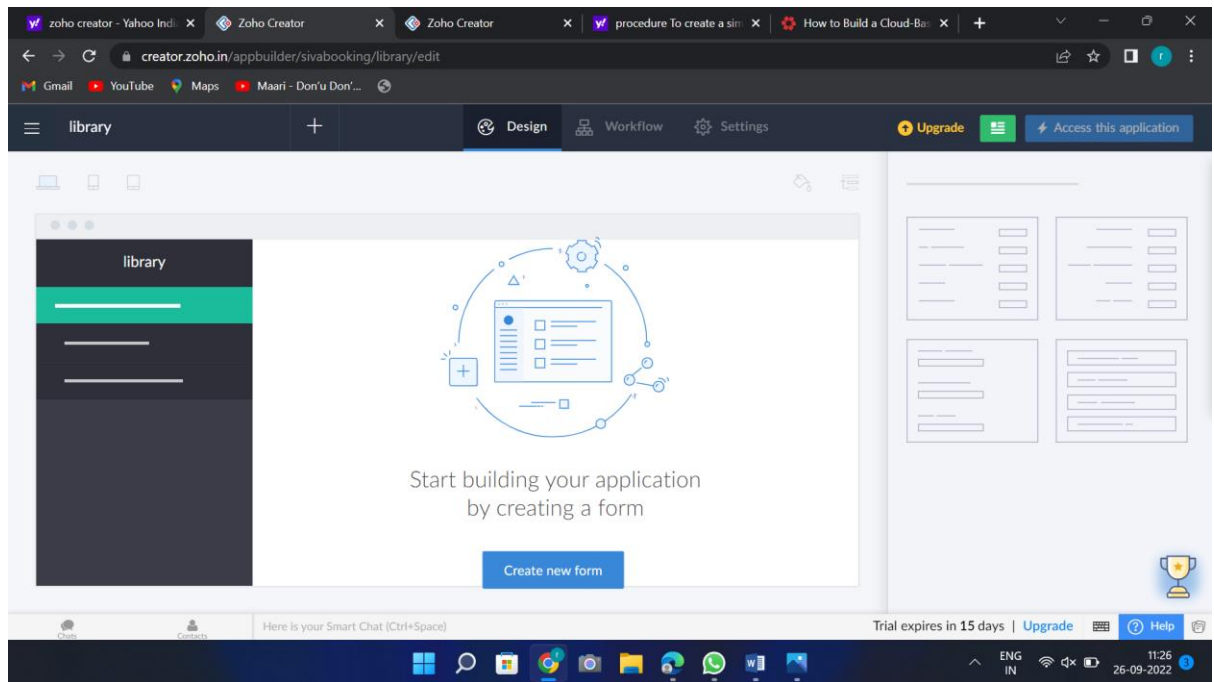 zoho creator - Yahoo Indi
Zoho Creator
Zoho Creator
procedure To create a sim
How to Build a Cloud-Bas
creator.zoho.in/appbuilder/sivabooking/library/edit
r
Gmail
YouTube
Maps
Maari - Don'u Don'...
library
Design
Workflow
Settings
Upgrade
Access this application
library
Start building your application
by creating a form
Create new form
Chats
Contacts
Here is your Smart Chat (Ctrl+Space)
Trial expires in 15 days | Upgrade
Help
ENG
IN
11:26
26-09-2022
3